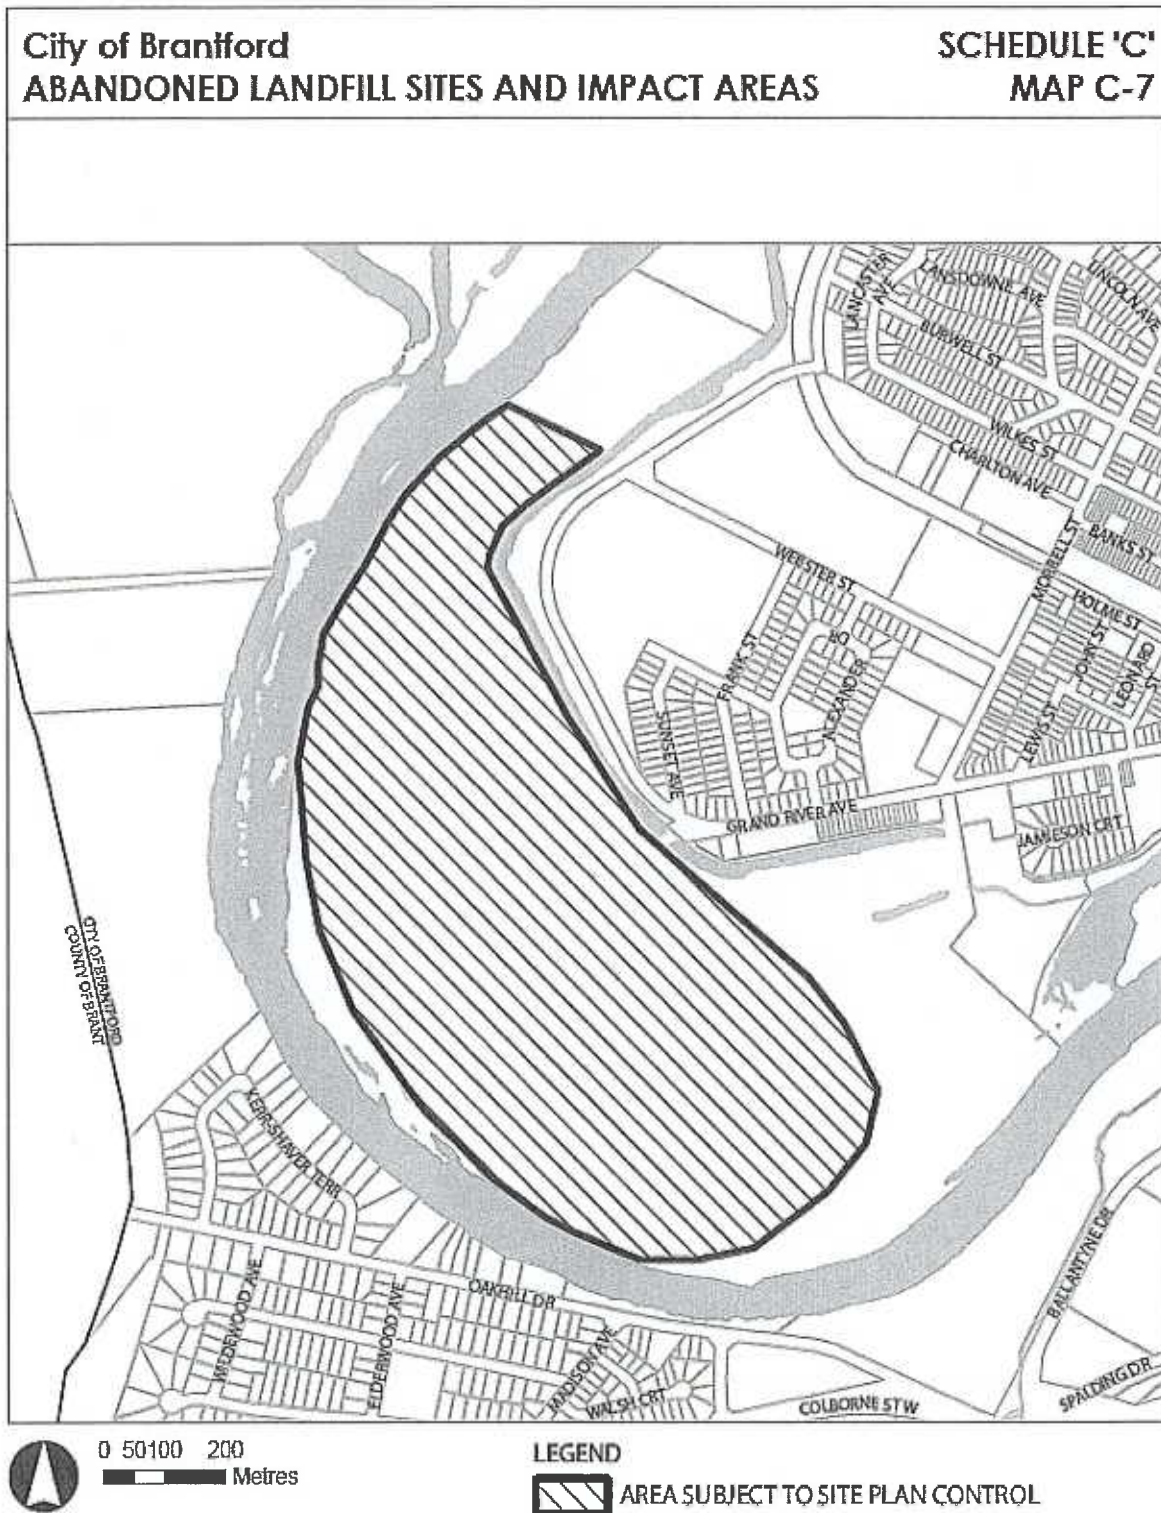 City of Brantford
ABANDONED LANDFILL SITES AND IMPACT AREAS
SCHEDULE 'C'
MAP C-7
LANCASTER
AVE
LANSDOWNE AVE
LINCOLN AVE
BURWELL ST
WILKES ST
CHARLTON AVE
BANKS ST
MORRELL ST
WEBSTER ST
HOLME ST
JOHN ST
LEONARD
ST
FRANK ST
DR
ALEXANDER
LEWIS ST
SUNSET AVE
GRAND RIVER AVE
JAMIESON CRT
CITY OF BRANTFORD
COUNTY OF BRANT
KERR-SHAVER TERR
BALLANTYNE DR
OAKHILL DR
WILDEWOOD AVE
ELDERWOOD AVE
MADISON AVE
WALSH CRT
COLBORNE ST W
SPALDING DR
0 50 100 200
Metres
LEGEND
AREA SUBJECT TO SITE PLAN CONTROL